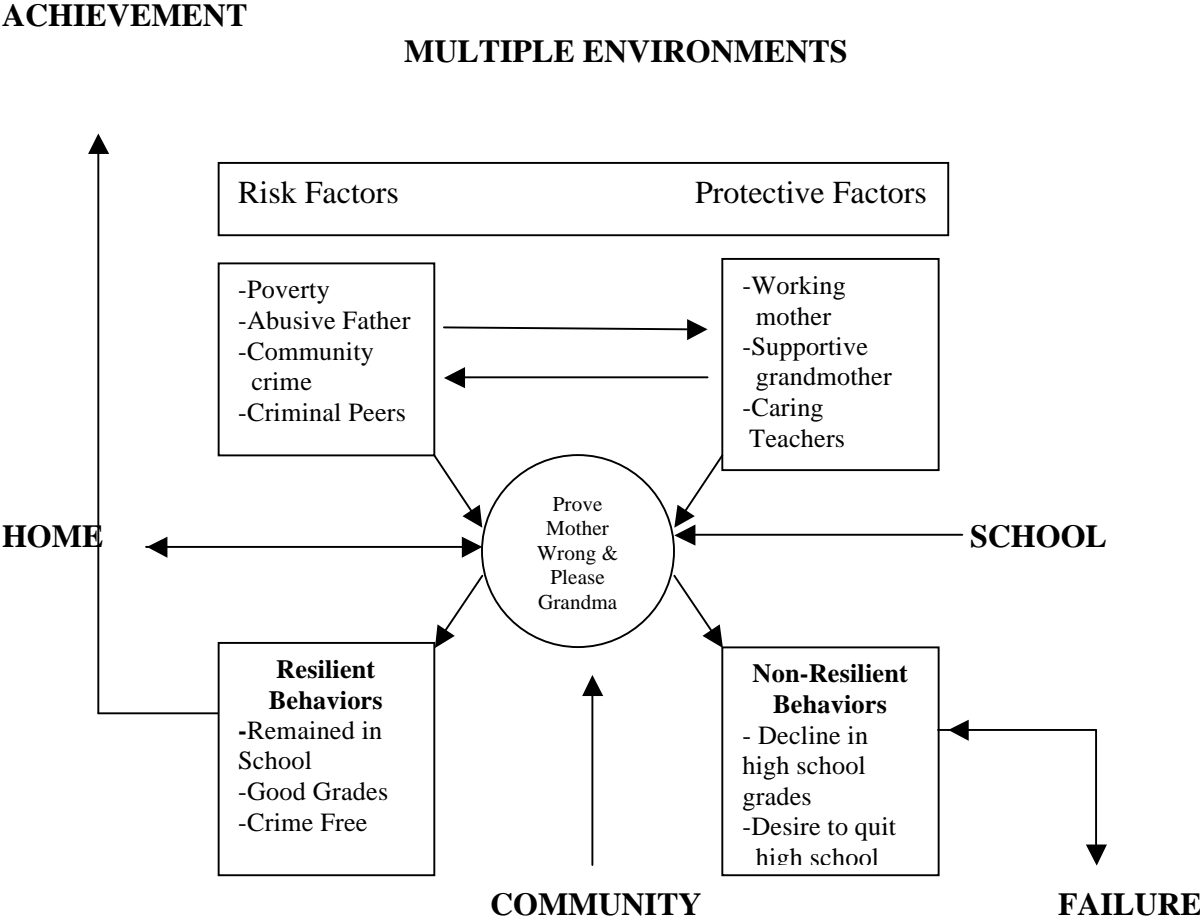 ACHIEVEMENT
MULTIPLE ENVIRONMENTS
Risk Factors Protective Factors
-Poverty
-Abusive Father
-Community
crime
-Criminal Peers
-Working
mother
-Supportive
grandmother
-Caring
Teachers
Prove
Mother
Wrong &
Please
Grandma
HOME
SCHOOL
Resilient
Behaviors
-Remained in
School
-Good Grades
-Crime Free
Non-Resilient
Behaviors
- Decline in
high school
grades
-Desire to quit
high school
COMMUNITY
FAILURE